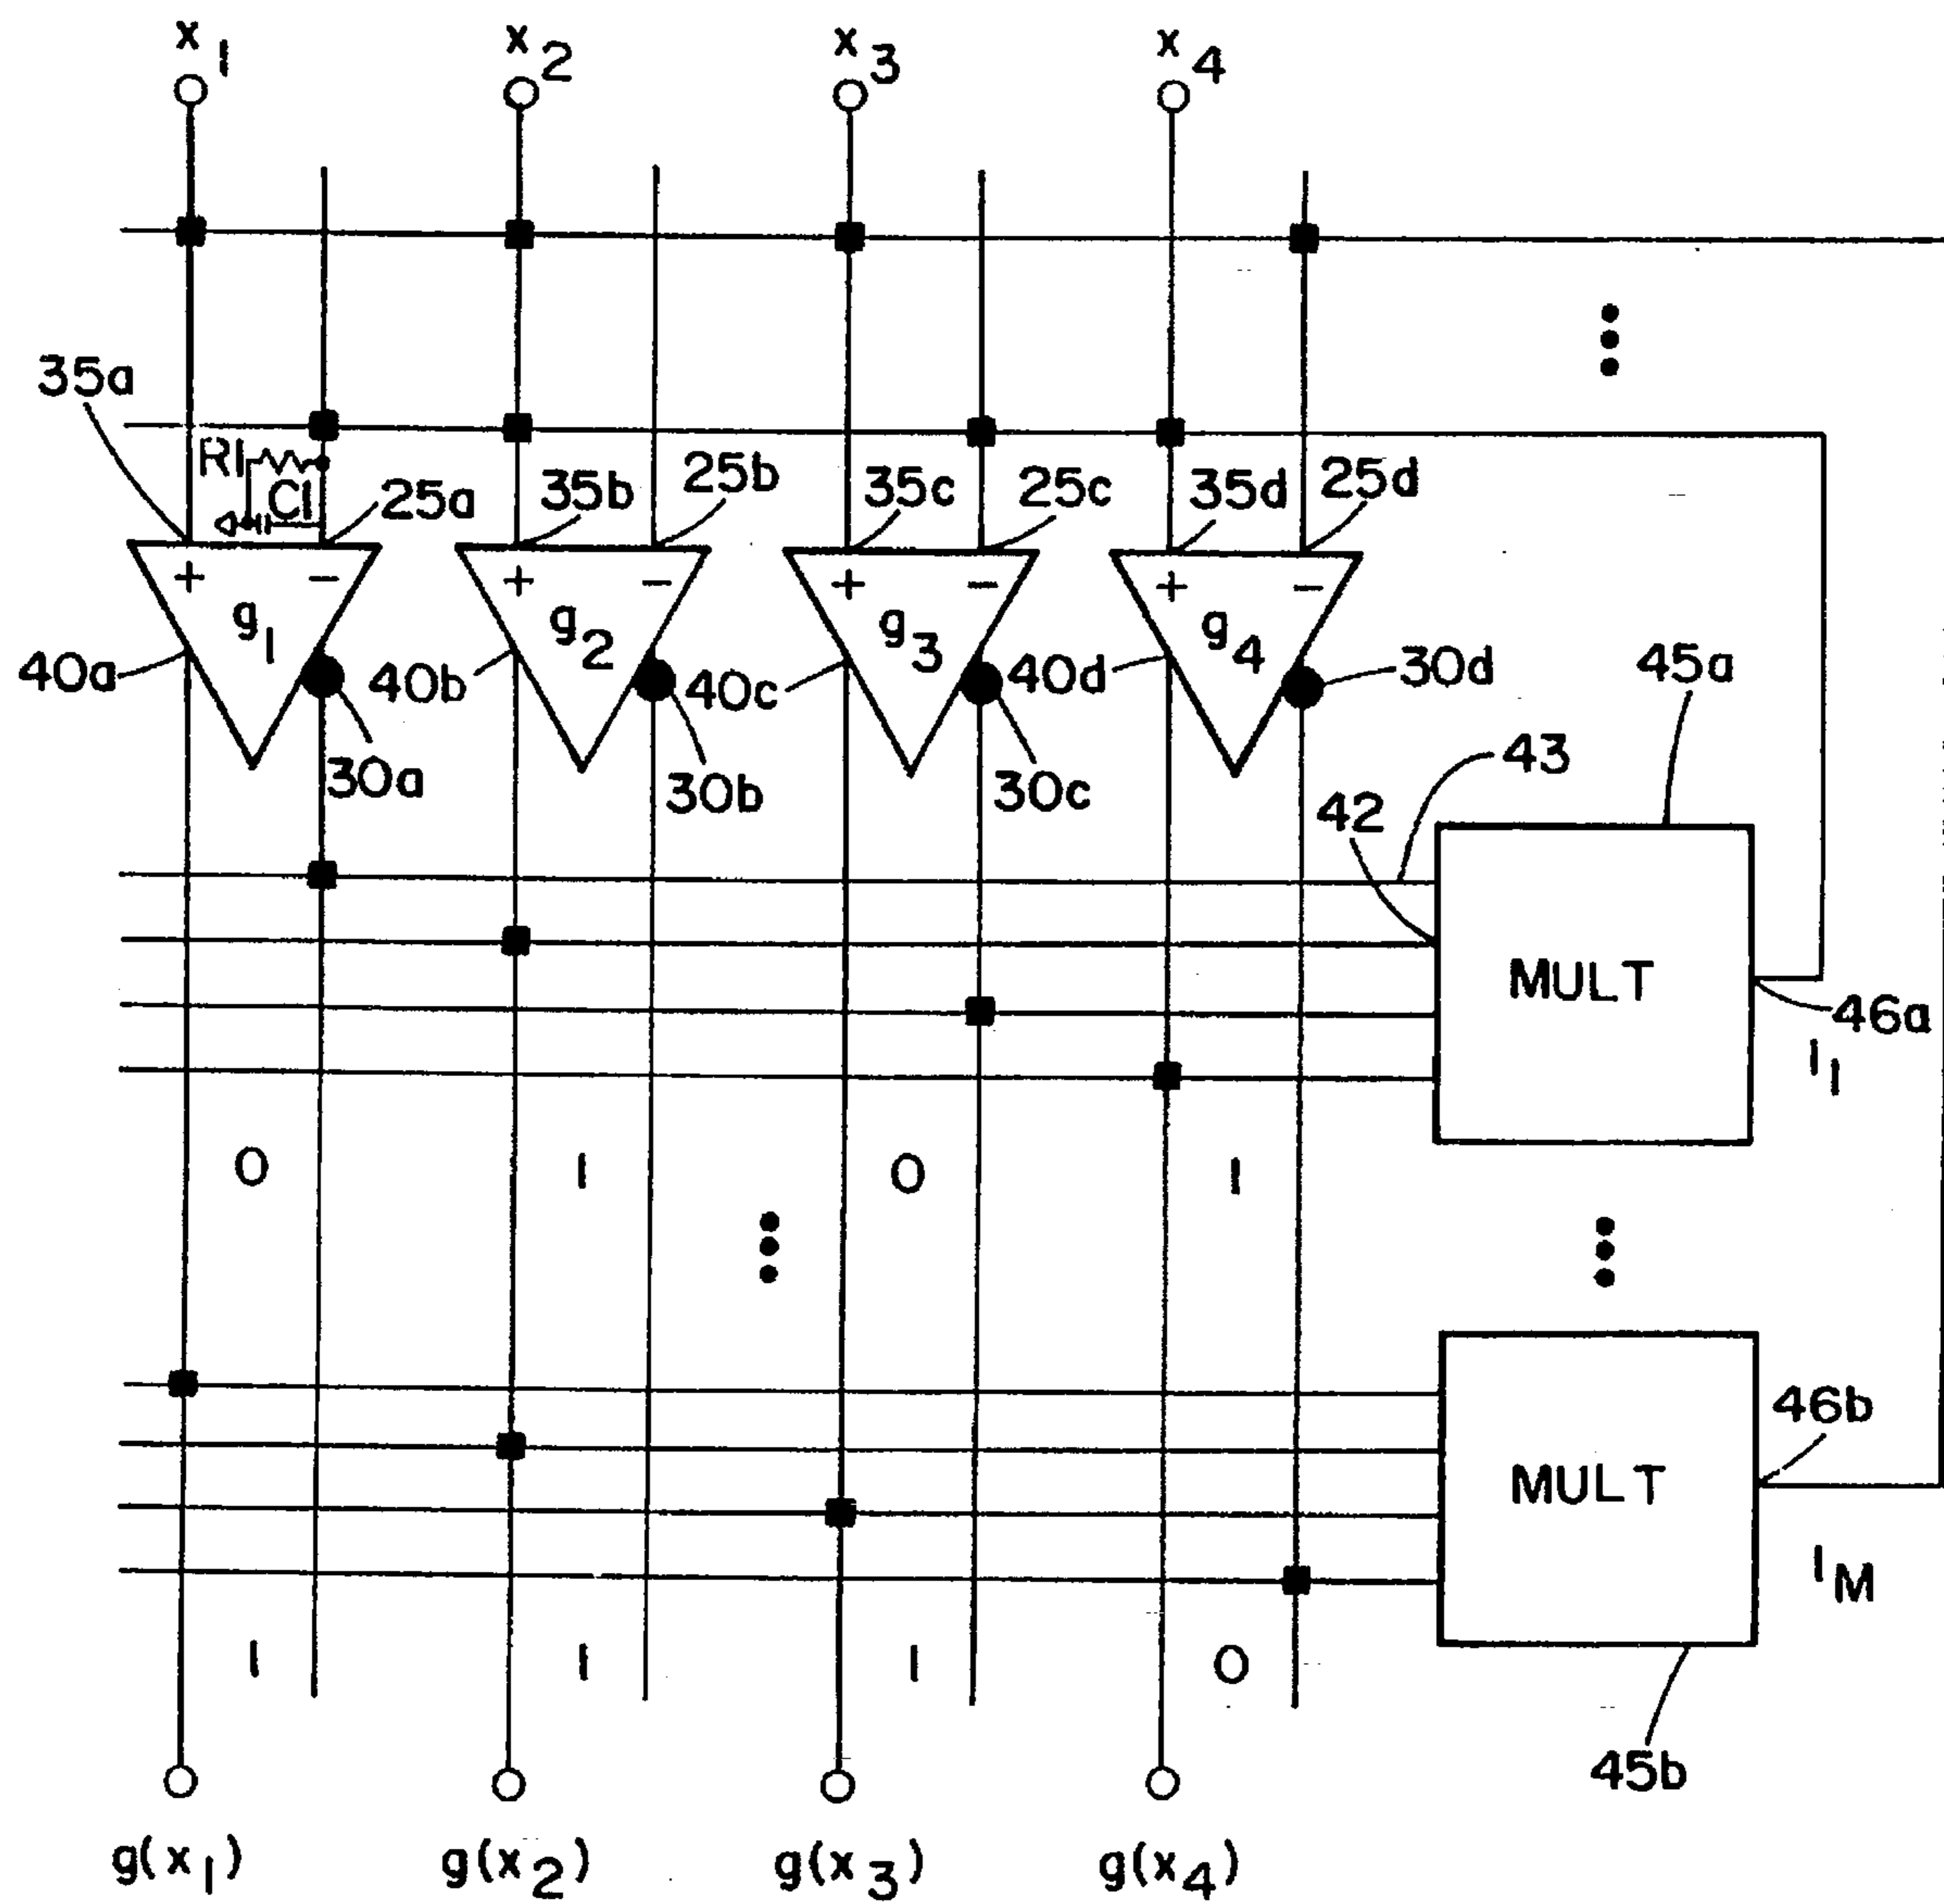 x1 x2 x3 x4
35a
R1
C1 25a 35b 25b 35c 25c 35d 25d
+ − + − + − + −
g1 g2 g3 g4
40a 40b 40c 40d 30d 45a
30a 30b 30c 43
42
MULT
46a
I1
0 1 0 1
46b
MULT
IM
1 1 1 0
45b
g(x1) g(x2) g(x3) g(x4)